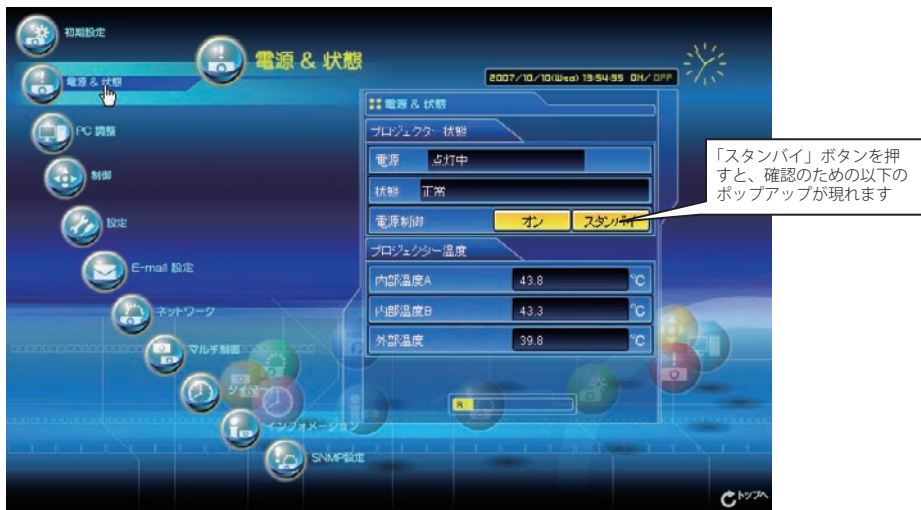 初期設定
電源 & 状態
電源 & 状態
2007/10/10(Wed) 13:54:35 ON/OFF
PC 調整
制御
設定
E-mail 設定
ネットワーク
マルチ制御
タイマー
インフォメーション
SNMP設定
電源 & 状態
プロジェクター状態
電源 点灯中
状態 正常
電源制御 オン スタンバイ
プロジェクター温度
内部温度A 43.8 ℃
内部温度B 43.3 ℃
外部温度 39.8 ℃
R
トップへ
「スタンバイ」ボタンを押
すと、確認のための以下の
ポップアップが現れます